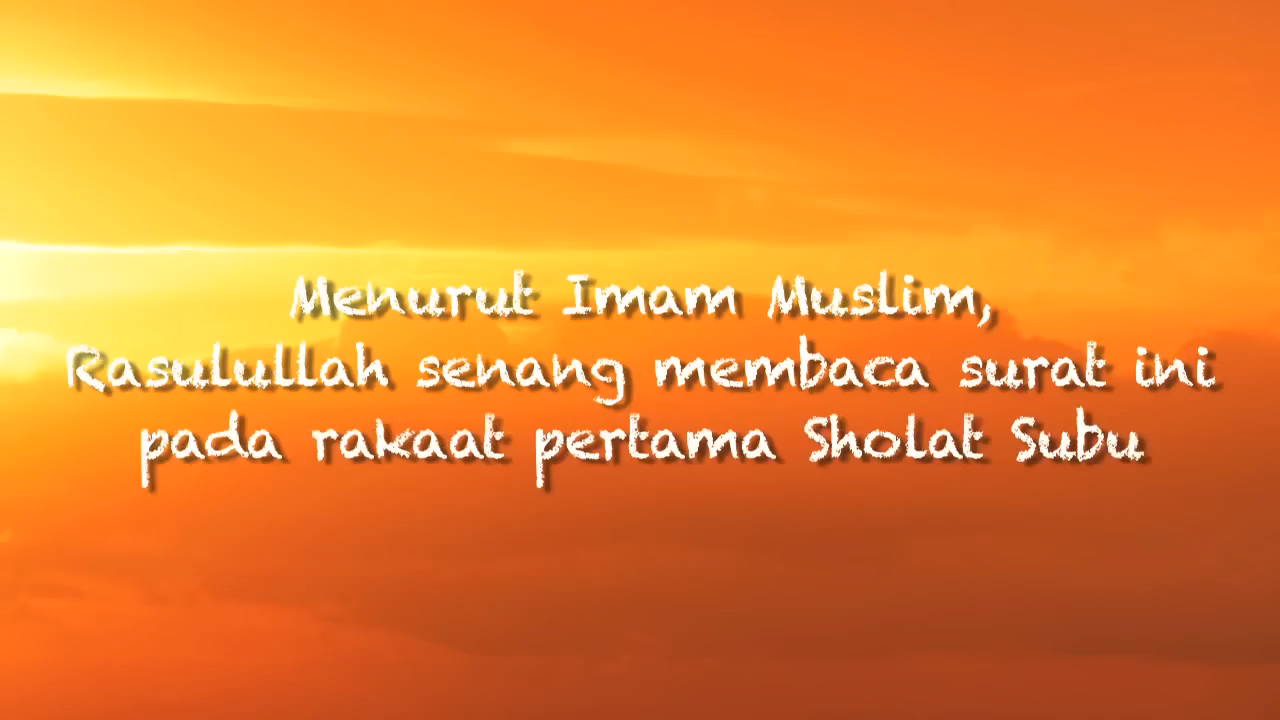 Menurut Imam Muslim,
Rasulullah senang membaca surat ini
pada rakaat pertama Sholat Subu